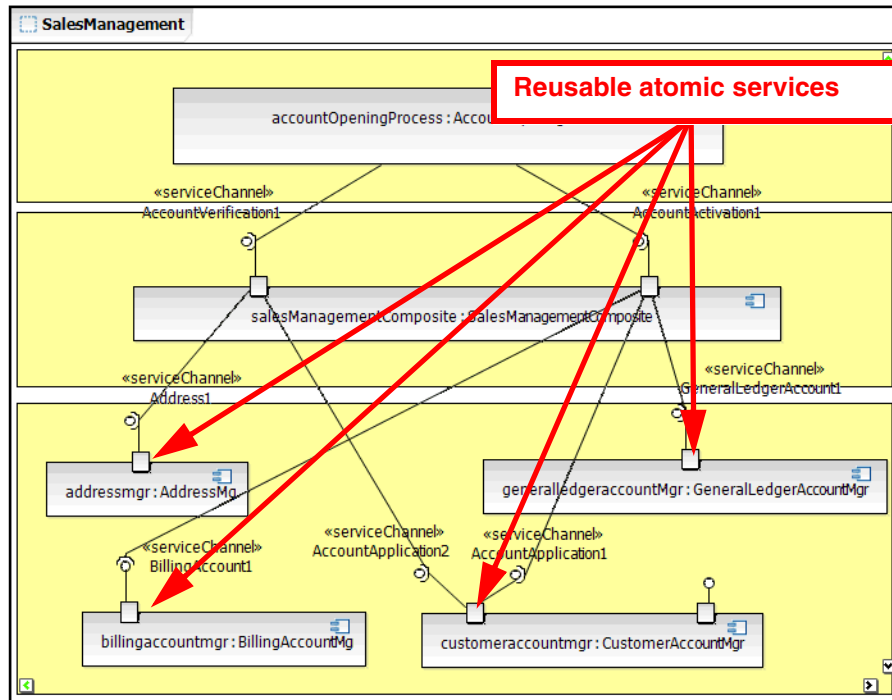 SalesManagement
Reusable atomic services
accountOpeningProcess : Accou
«serviceChannel»
AccountVerification1
«serviceChannel»
AccountActivation1
salesManagementComposite : SalesManagementComposite
«serviceChannel»
Address1
«serviceChannel»
GeneralLedgerAccount1
addressmgr : AddressMg
generalledgeraccountMgr : GeneralLedgerAccountMgr
«serviceChannel»
AccountApplication2
«serviceChannel»
AccountApplication1
«serviceChannel»
BillingAccount1
billingaccountmgr : BillingAccountMg
customeraccountmgr : CustomerAccountMgr